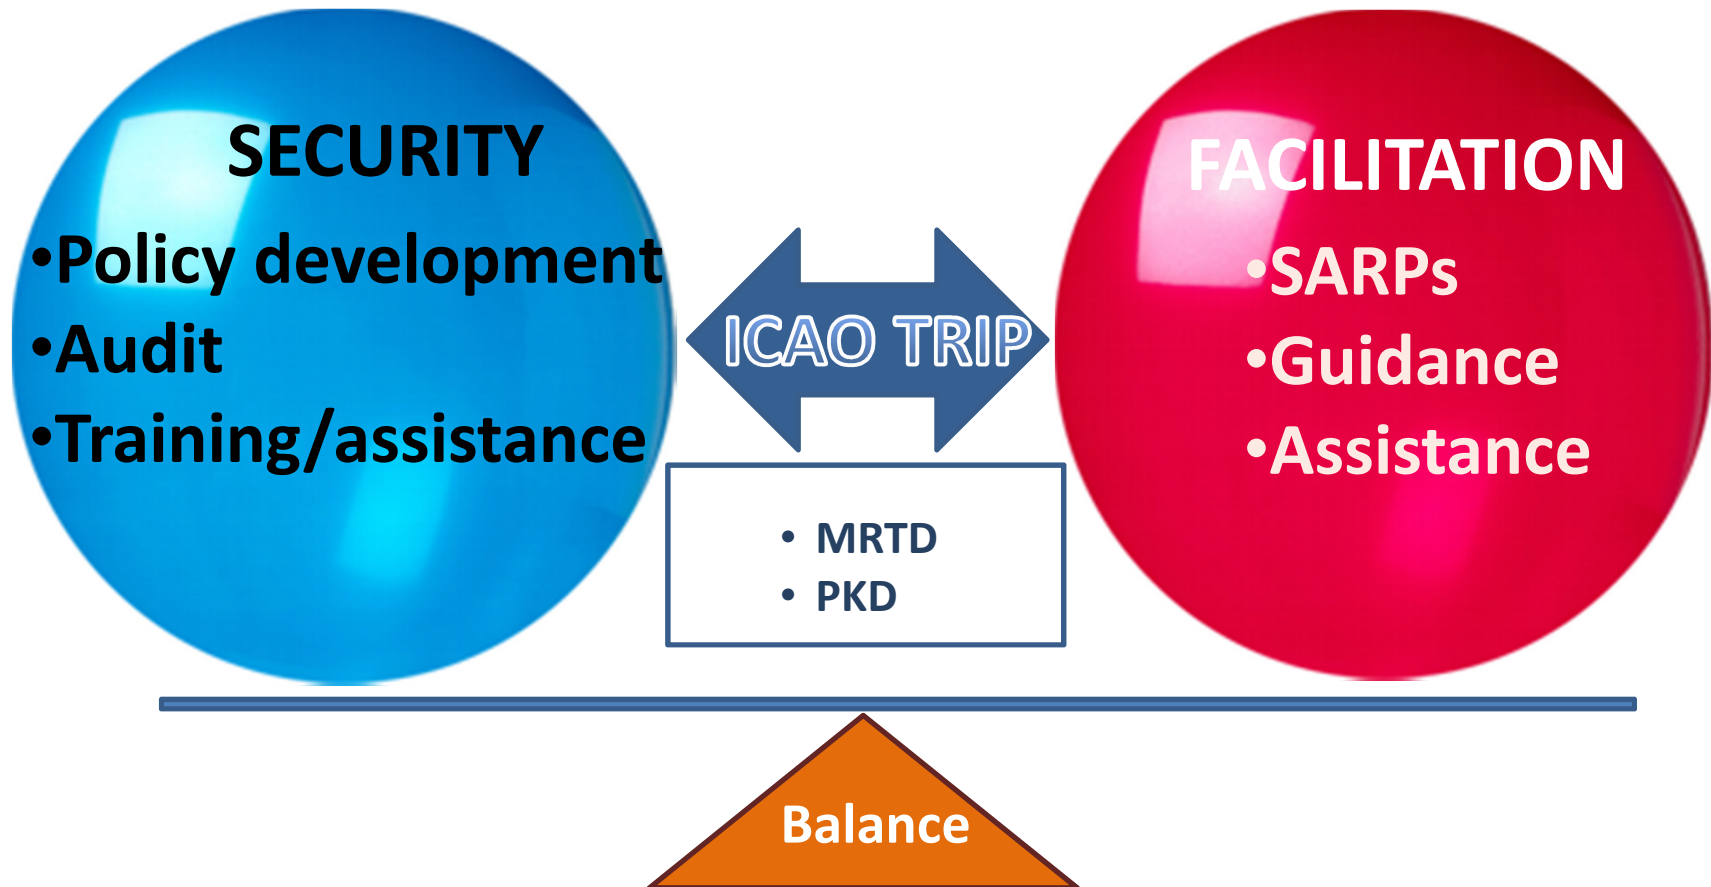 SECURITY
•Policy development
•Audit
•Training/assistance
ICAO TRIP
• MRTD
• PKD
FACILITATION
•SARPs
•Guidance
•Assistance
Balance